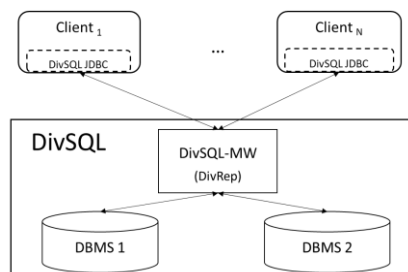 Client 1
DivSQL JDBC
...
Client N
DivSQL JDBC
DivSQL
DivSQL-MW
(DivRep)
DBMS 1
DBMS 2